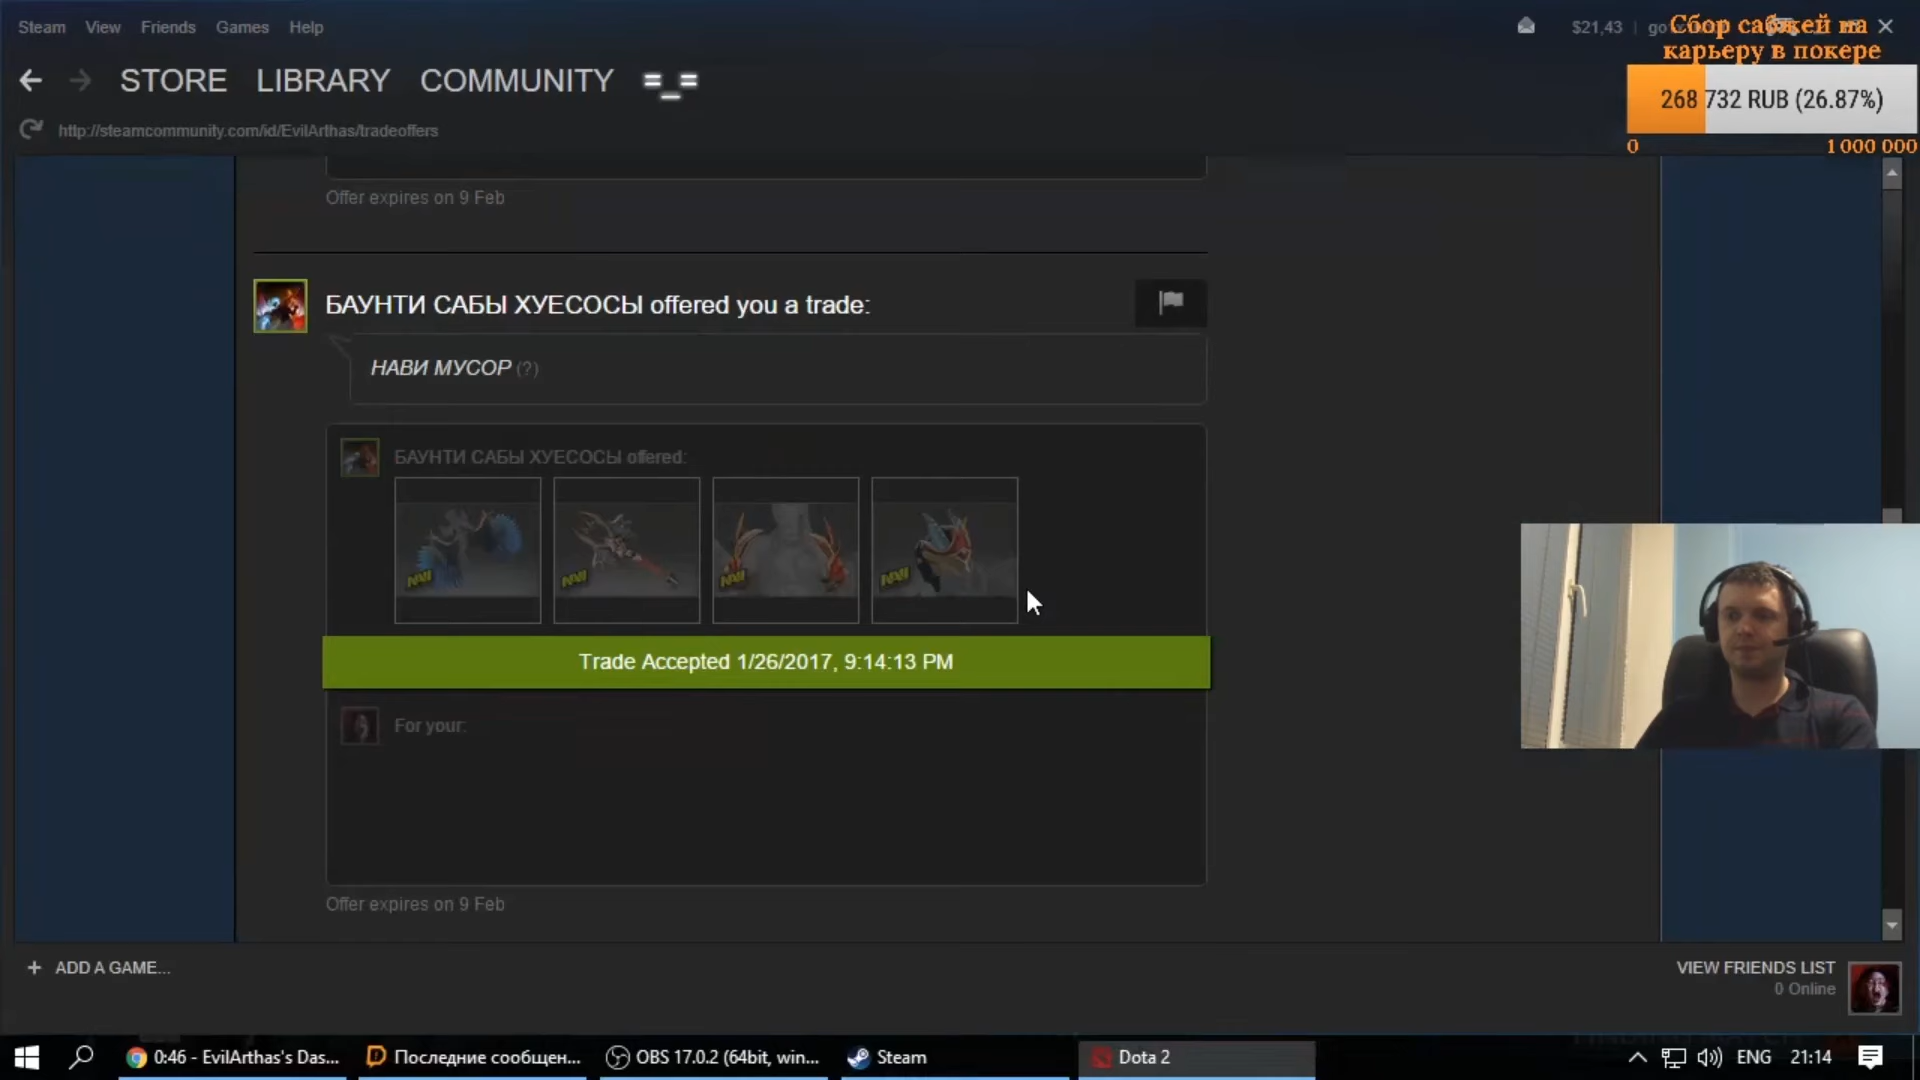 Steam View Friends Games Help
$21,43
Сбор сабжей на
карьеру в покере
STORE LIBRARY COMMUNITY =_=
268 732 RUB (26.87%)
http://steamcommunity.com/id/EvilArthas/tradeoffers
0 1 000 000
Offer expires on 9 Feb
БАУНТИ САБЫ ХУЕСОСЫ offered you a trade:
НАВИ МУСОР (?)
БАУНТИ САБЫ ХУЕСОСЫ offered:
NAVI NAVI NAVI NAVI
Trade Accepted 1/26/2017, 9:14:13 PM
For your:
Offer expires on 9 Feb
+ ADD A GAME...
VIEW FRIENDS LIST
0 Online
0:46 - EvilArthas's Das... Последние сообщен... OBS 17.0.2 (64bit, win... Steam Dota 2 ENG 21:14